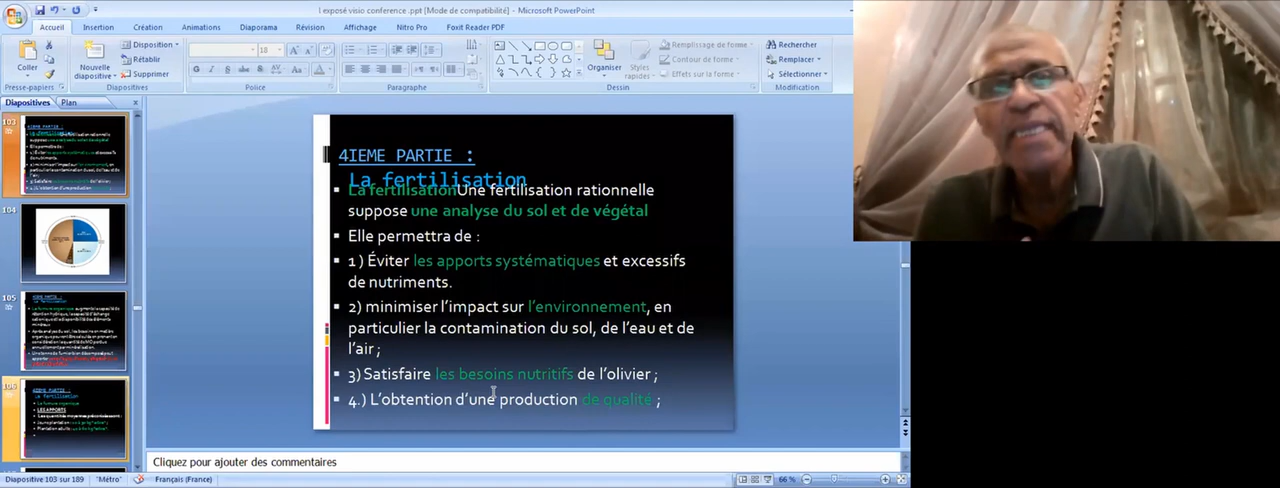 l exposé visio conference .ppt [Mode de compatibilité] - Microsoft PowerPoint
Accueil Insertion Création Animations Diaporama Révision Affichage Nitro Pro Foxit Reader PDF
Coller
Nouvelle diapositive
Disposition
Rétablir
Supprimer
18
Organiser
Styles rapides
Remplissage de forme
Contour de forme
Effets sur la forme
Rechercher
Remplacer
Sélectionner
Presse-papiers Diapositives Police Paragraphe Dessin Modification
Diapositives Plan
103
104
105
106
4IEME PARTIE :
La fertilisation
La fertilisationUne fertilisation rationnelle
suppose une analyse du sol et de végétal
Elle permettra de :
1) Éviter les apports systématiques et excessifs
de nutriments.
2) minimiser l'impact sur l'environnement, en
particulier la contamination du sol, de l'eau et de
l'air ;
3) Satisfaire les besoins nutritifs de l'olivier ;
4.) L'obtention d'une production de qualité ;
Cliquez pour ajouter des commentaires
Diapositive 103 sur 189 "Métro" Français (France) 66 %